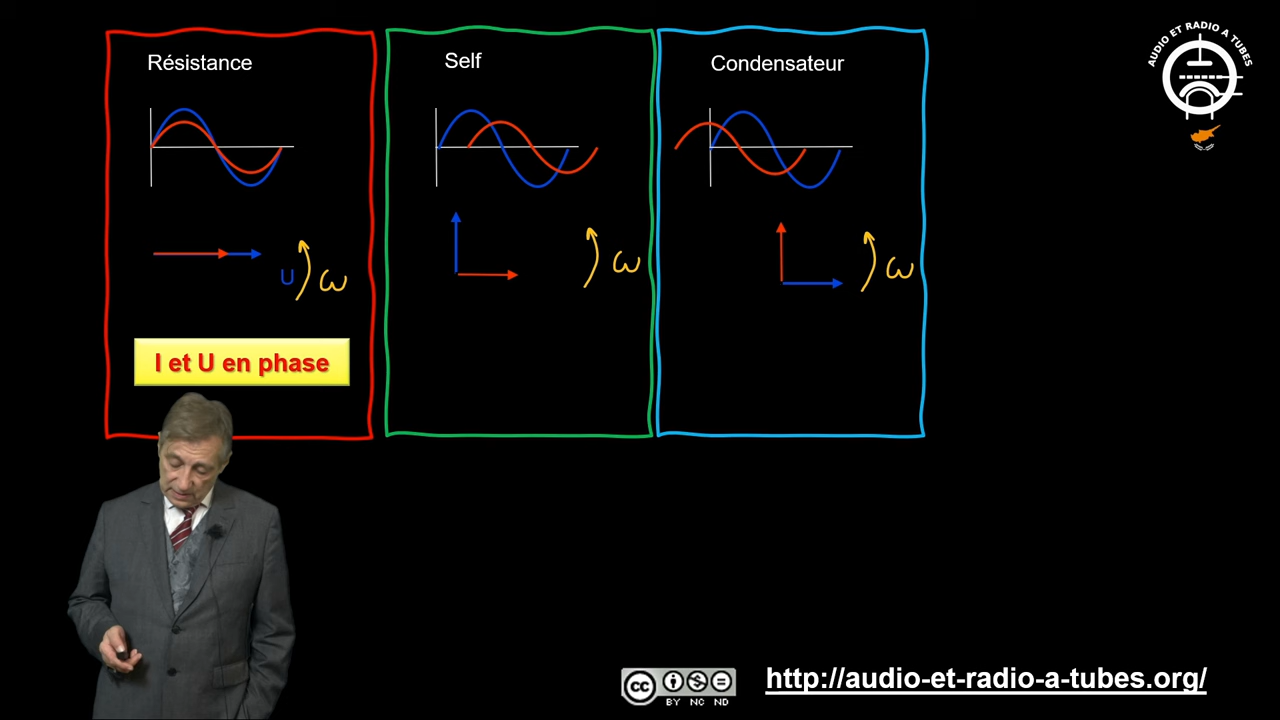 Résistance
Self
Condensateur
AUDIO ET RADIO A TUBES
U
ω
ω
ω
I et U en phase
cc
BY NC ND
http://audio-et-radio-a-tubes.org/